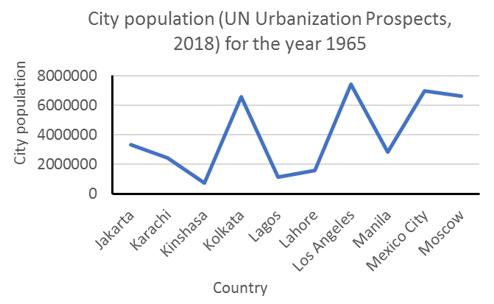 City population (UN Urbanization Prospects,
2018) for the year 1965
City population
8000000
6000000
4000000
2000000
0
Jakarta
Karachi
Kinshasa
Kolkata
Lagos
Lahore
Los Angeles
Manila
Mexico City
Moscow
Country